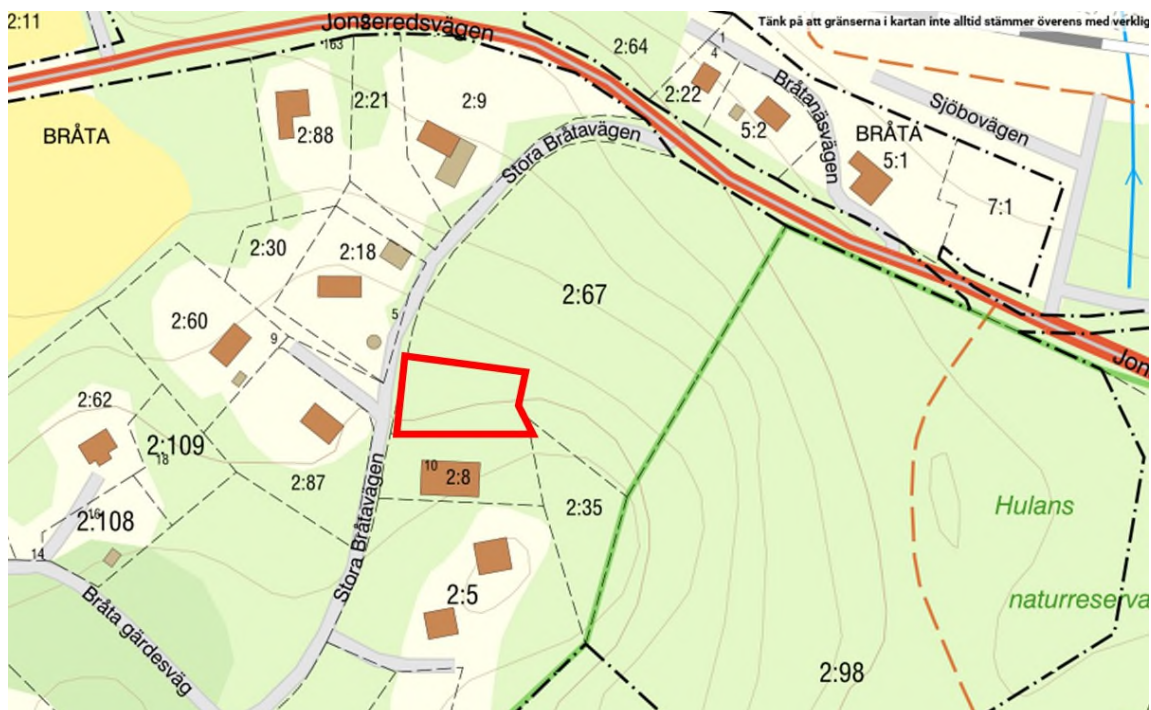 2:11
Jonseredsvägen
Tänk på att gränserna i kartan inte alltid stämmer överens med verklig
163
2:64
1
4
2:22
Bråtanäsvägen
Sjöbovägen
BRÅTA
2:88
2:21
2:9
Stora Bråtavägen
5:2
BRÅTA
5:1
7:1
2:30
2:18
2:67
2:60
5
9
Jon
2:62
2:109
18
2:87
10
2:8
2:35
Hulans
naturreserva
16
2:108
14
Stora Bråtavägen
2:5
Bråta gärdesväg
7
2:98